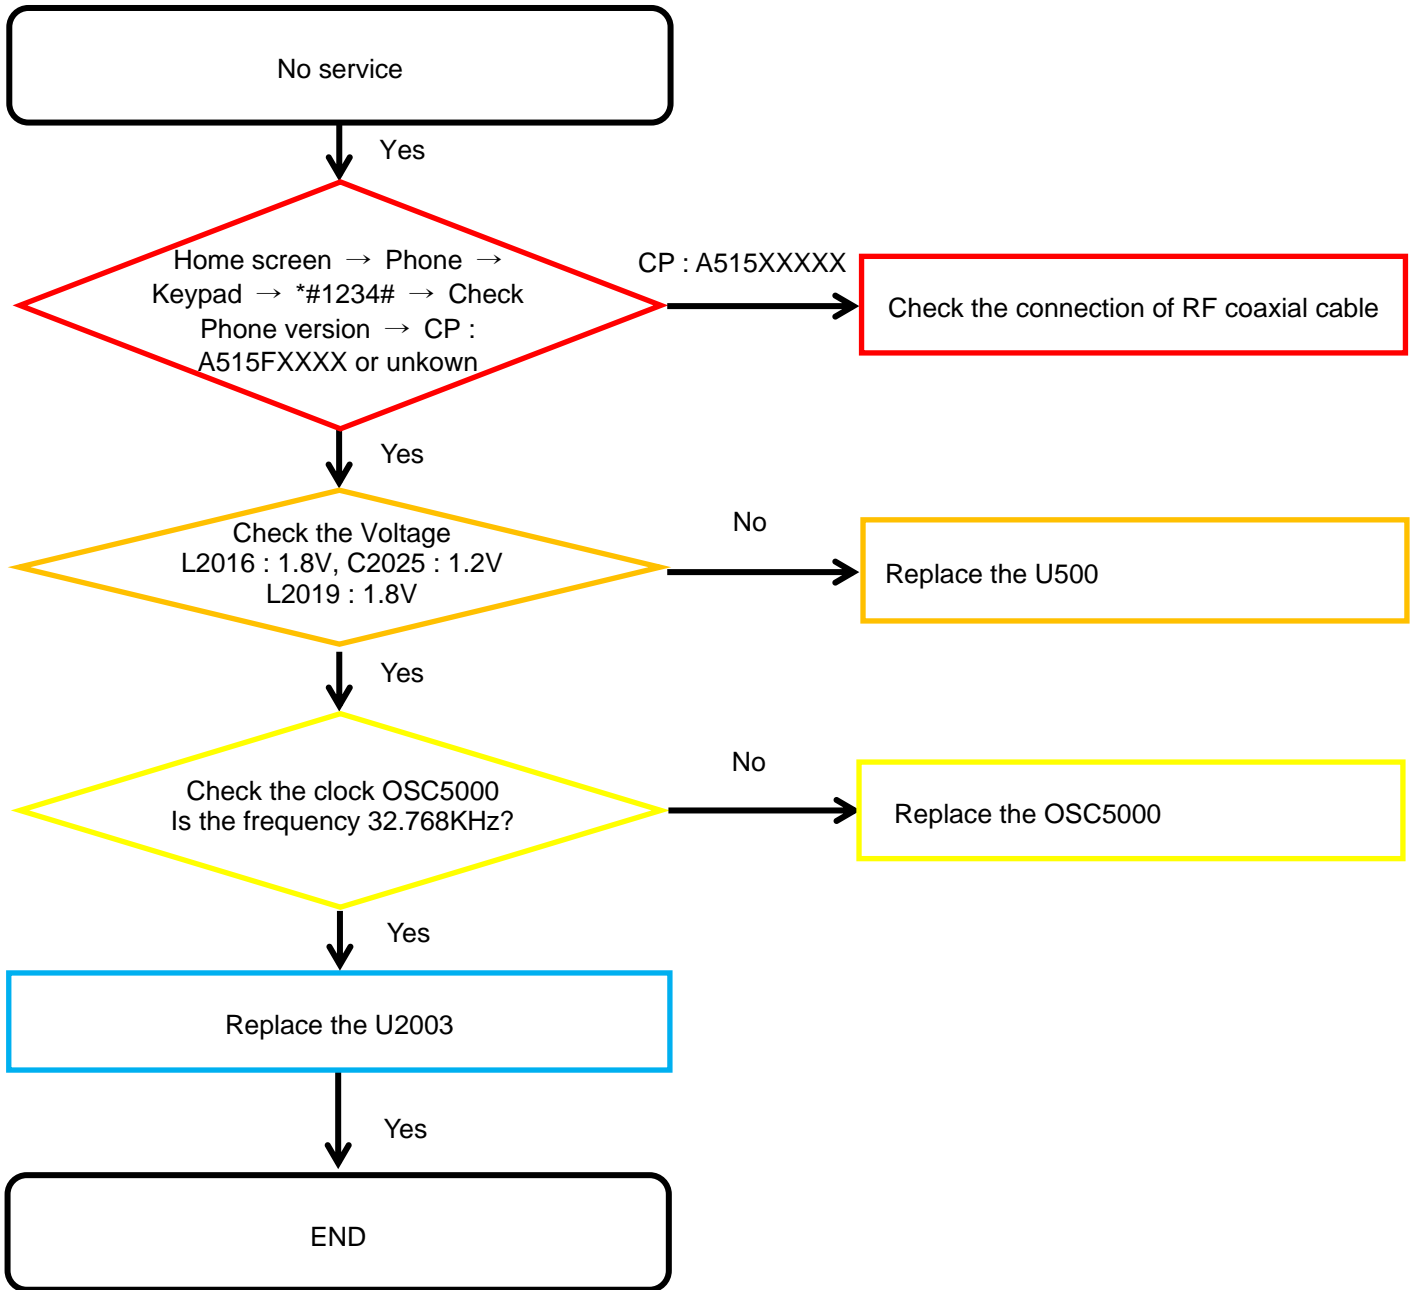 No service
Yes
Home screen → Phone →
Keypad → *#1234# → Check
Phone version → CP :
A515FXXXX or unkown
CP : A515XXXXX
Check the connection of RF coaxial cable
Yes
Check the Voltage
L2016 : 1.8V, C2025 : 1.2V
L2019 : 1.8V
No
Replace the U500
Yes
Check the clock OSC5000
Is the frequency 32.768KHz?
No
Replace the OSC5000
Yes
Replace the U2003
Yes
END